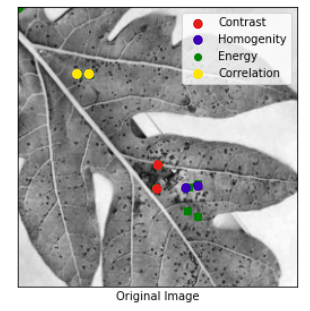 Contrast
Homogenity
Energy
Correlation
Original Image